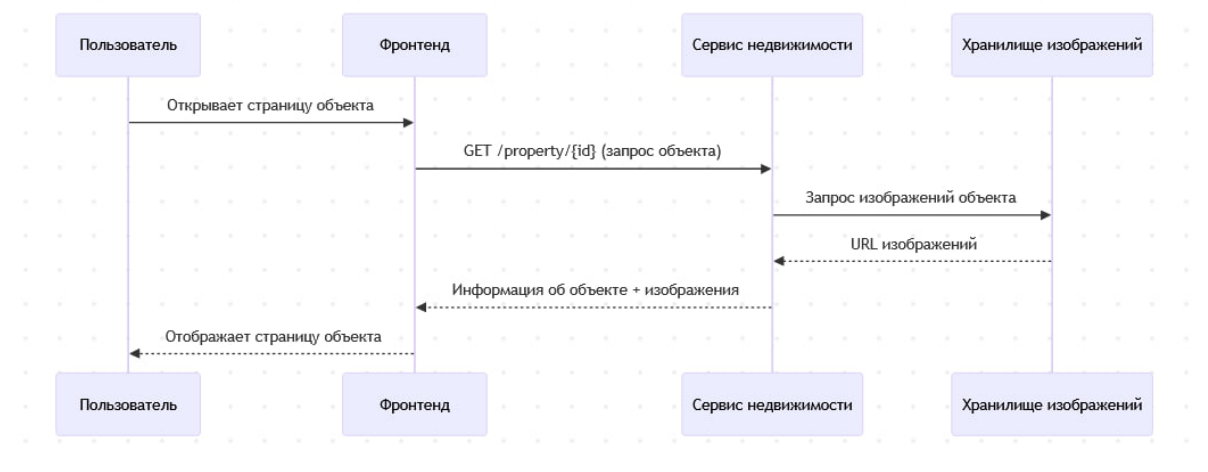 Пользователь
Фронтенд
Сервис недвижимости
Хранилище изображений
Открывает страницу объекта
GET /property/{id} (запрос объекта)
Запрос изображений объекта
URL изображений
Информация об объекте + изображения
Отображает страницу объекта
Пользователь
Фронтенд
Сервис недвижимости
Хранилище изображений